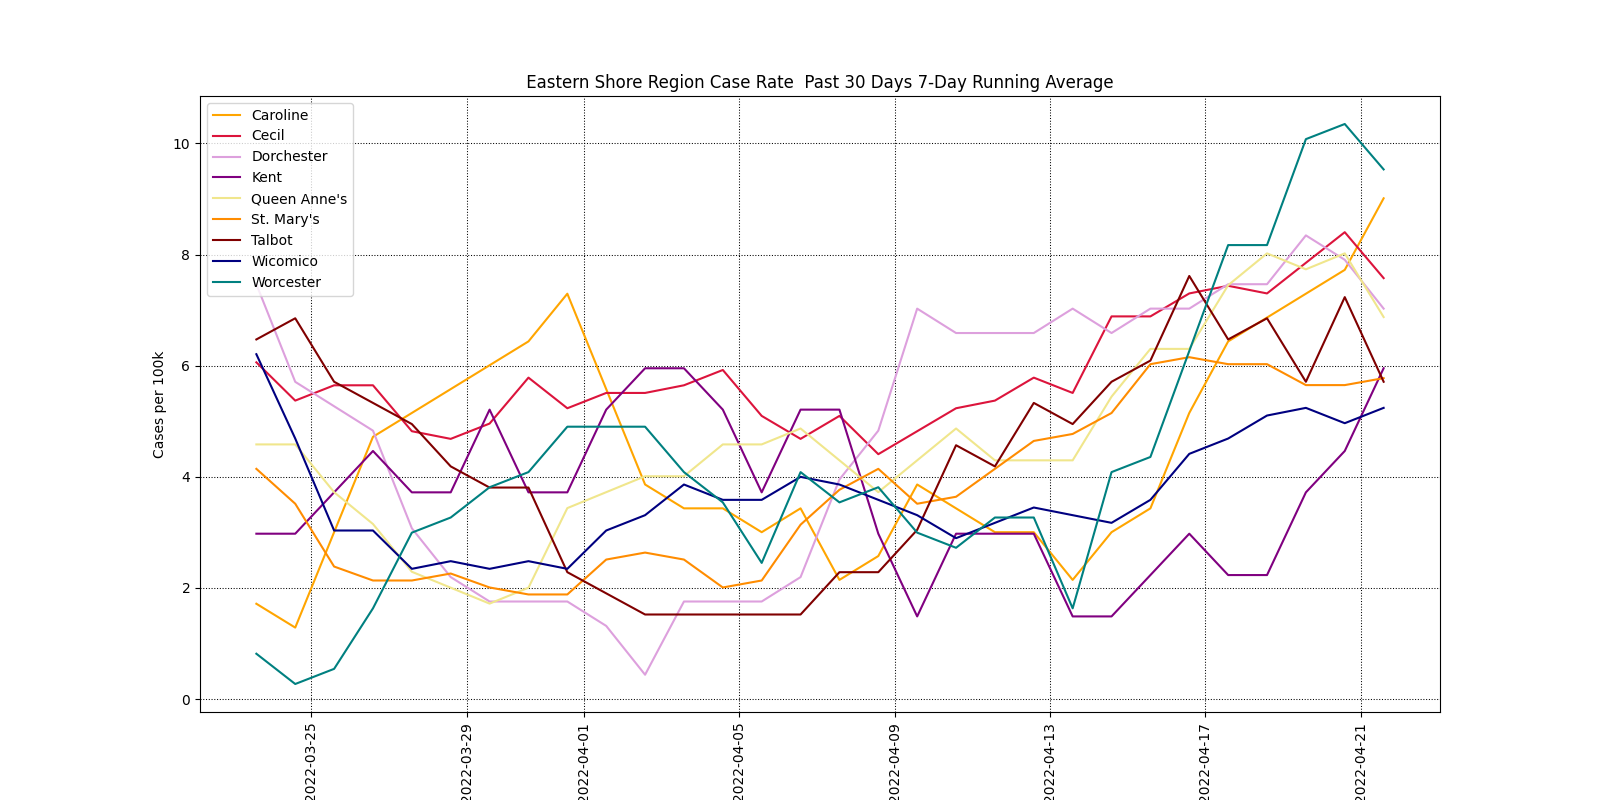 Eastern Shore Region Case Rate  Past 30 Days 7-Day Running Average
Caroline
Cecil
Dorchester
Kent
Queen Anne's
St. Mary's
Talbot
Wicomico
Worcester
Cases per 100k
10
8
6
4
2
0
2022-03-25
2022-03-29
2022-04-01
2022-04-05
2022-04-09
2022-04-13
2022-04-17
2022-04-21